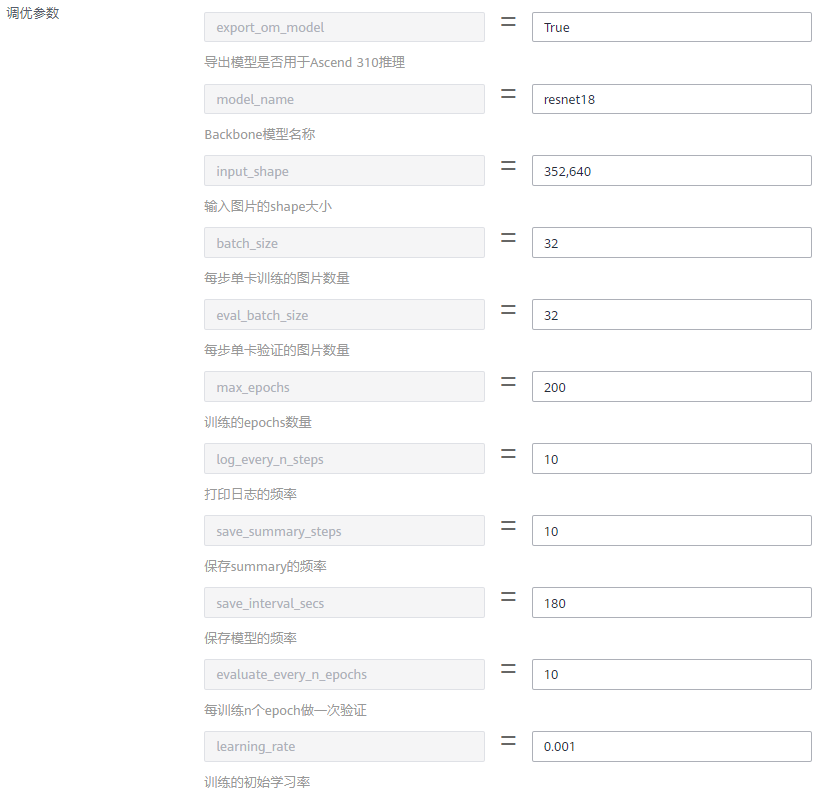 调优参数
export_om_model = True
导出模型是否用于Ascend 310推理
model_name = resnet18
Backbone模型名称
input_shape = 352,640
输入图片的shape大小
batch_size = 32
每步单卡训练的图片数量
eval_batch_size = 32
每步单卡验证的图片数量
max_epochs = 200
训练的epochs数量
log_every_n_steps = 10
打印日志的频率
save_summary_steps = 10
保存summary的频率
save_interval_secs = 180
保存模型的频率
evaluate_every_n_epochs = 10
每训练n个epoch做一次验证
learning_rate = 0.001
训练的初始学习率